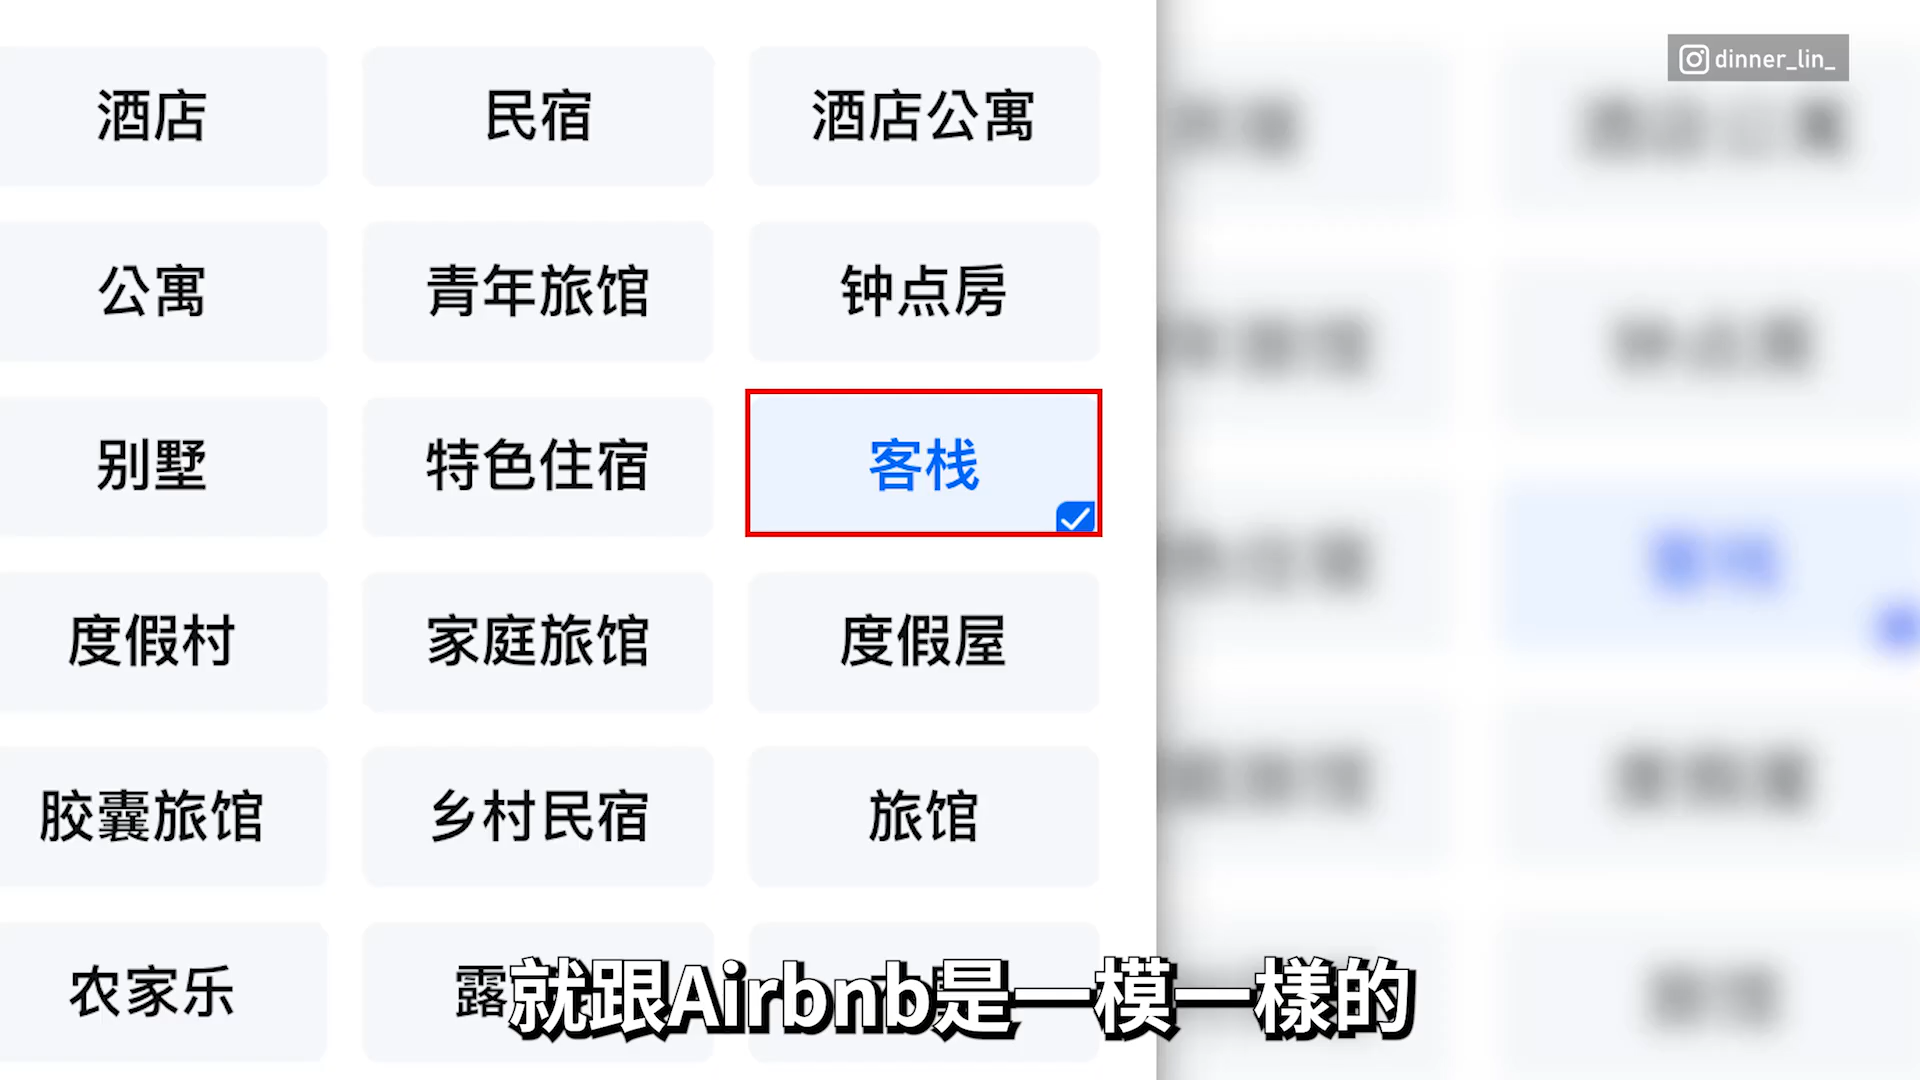 dinner_lin_
酒店
民宿
酒店公寓
公寓
青年旅馆
钟点房
别墅
特色住宿
客栈
度假村
家庭旅馆
度假屋
胶囊旅馆
乡村民宿
旅馆
农家乐
露
就跟Airbnb是一模一樣的